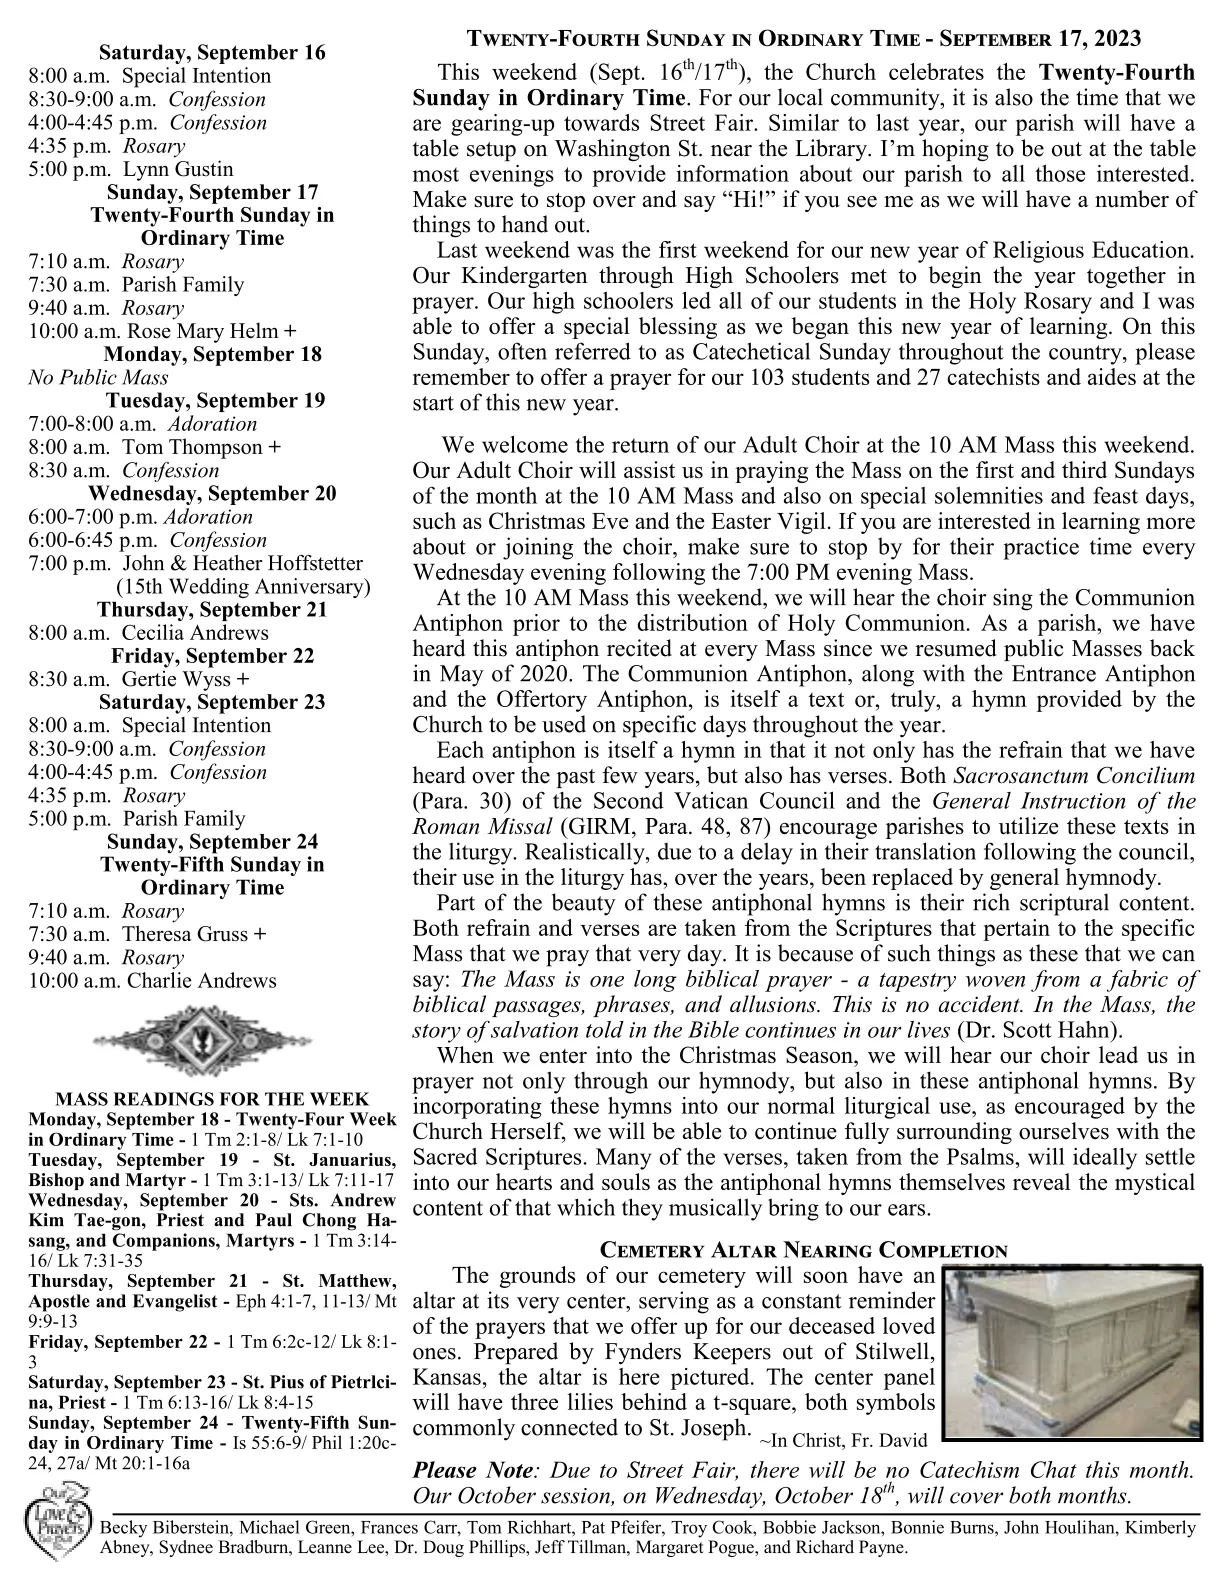 Saturday, September 16
8:00 a.m. Special Intention
8:30-9:00 a.m. Confession
4:00-4:45 p.m. Confession
4:35 p.m. Rosary
5:00 p.m. Lynn Gustin
Sunday, September 17
Twenty-Fourth Sunday in
Ordinary Time
7:10 a.m. Rosary
7:30 a.m. Parish Family
9:40 a.m. Rosary
10:00 a.m. Rose Mary Helm +
Monday, September 18
No Public Mass
Tuesday, September 19
7:00-8:00 a.m. Adoration
8:00 a.m. Tom Thompson +
8:30 a.m. Confession
Wednesday, September 20
6:00-7:00 p.m. Adoration
6:00-6:45 p.m. Confession
7:00 p.m. John & Heather Hoffstetter
(15th Wedding Anniversary)
Thursday, September 21
8:00 a.m. Cecilia Andrews
Friday, September 22
8:30 a.m. Gertie Wyss +
Saturday, September 23
8:00 a.m. Special Intention
8:30-9:00 a.m. Confession
4:00-4:45 p.m. Confession
4:35 p.m. Rosary
5:00 p.m. Parish Family
Sunday, September 24
Twenty-Fifth Sunday in
Ordinary Time
7:10 a.m. Rosary
7:30 a.m. Theresa Gruss +
9:40 a.m. Rosary
10:00 a.m. Charlie Andrews
MASS READINGS FOR THE WEEK
Monday, September 18 - Twenty-Four Week
in Ordinary Time - 1 Tm 2:1-8/ Lk 7:1-10
Tuesday, September 19 - St. Januarius,
Bishop and Martyr - 1 Tm 3:1-13/ Lk 7:11-17
Wednesday, September 20 - Sts. Andrew
Kim Tae-gon, Priest and Paul Chong Ha-
sang, and Companions, Martyrs - 1 Tm 3:14-
16/ Lk 7:31-35
Thursday, September 21 - St. Matthew,
Apostle and Evangelist - Eph 4:1-7, 11-13/ Mt
9:9-13
Friday, September 22 - 1 Tm 6:2c-12/ Lk 8:1-
3
Saturday, September 23 - St. Pius of Pietrlci-
na, Priest - 1 Tm 6:13-16/ Lk 8:4-15
Sunday, September 24 - Twenty-Fifth Sun-
day in Ordinary Time - Is 55:6-9/ Phil 1:20c-
24, 27a/ Mt 20:1-16a
TWENTY-FOURTH SUNDAY IN ORDINARY TIME - SEPTEMBER 17, 2023
This weekend (Sept. 16th/17th), the Church celebrates the Twenty-Fourth
Sunday in Ordinary Time. For our local community, it is also the time that we
are gearing-up towards Street Fair. Similar to last year, our parish will have a
table setup on Washington St. near the Library. I'm hoping to be out at the table
most evenings to provide information about our parish to all those interested.
Make sure to stop over and say “Hi!” if you see me as we will have a number of
things to hand out.
Last weekend was the first weekend for our new year of Religious Education.
Our Kindergarten through High Schoolers met to begin the year together in
prayer. Our high schoolers led all of our students in the Holy Rosary and I was
able to offer a special blessing as we began this new year of learning. On this
Sunday, often referred to as Catechetical Sunday throughout the country, please
remember to offer a prayer for our 103 students and 27 catechists and aides at the
start of this new year.
We welcome the return of our Adult Choir at the 10 AM Mass this weekend.
Our Adult Choir will assist us in praying the Mass on the first and third Sundays
of the month at the 10 AM Mass and also on special solemnities and feast days,
such as Christmas Eve and the Easter Vigil. If you are interested in learning more
about or joining the choir, make sure to stop by for their practice time every
Wednesday evening following the 7:00 PM evening Mass.
At the 10 AM Mass this weekend, we will hear the choir sing the Communion
Antiphon prior to the distribution of Holy Communion. As a parish, we have
heard this antiphon recited at every Mass since we resumed public Masses back
in May of 2020. The Communion Antiphon, along with the Entrance Antiphon
and the Offertory Antiphon, is itself a text or, truly, a hymn provided by the
Church to be used on specific days throughout the year.
Each antiphon is itself a hymn in that it not only has the refrain that we have
heard over the past few years, but also has verses. Both Sacrosanctum Concilium
(Para. 30) of the Second Vatican Council and the General Instruction of the
Roman Missal (GIRM, Para. 48, 87) encourage parishes to utilize these texts in
the liturgy. Realistically, due to a delay in their translation following the council,
their use in the liturgy has, over the years, been replaced by general hymnody.
Part of the beauty of these antiphonal hymns is their rich scriptural content.
Both refrain and verses are taken from the Scriptures that pertain to the specific
Mass that we pray that very day. It is because of such things as these that we can
say: The Mass is one long biblical prayer - a tapestry woven from a fabric of
biblical passages, phrases, and allusions. This is no accident. In the Mass, the
story of salvation told in the Bible continues in our lives (Dr. Scott Hahn).
When we enter into the Christmas Season, we will hear our choir lead us in
prayer not only through our hymnody, but also in these antiphonal hymns. By
incorporating these hymns into our normal liturgical use, as encouraged by the
Church Herself, we will be able to continue fully surrounding ourselves with the
Sacred Scriptures. Many of the verses, taken from the Psalms, will ideally settle
into our hearts and souls as the antiphonal hymns themselves reveal the mystical
content of that which they musically bring to our ears.
CEMETERY ALTAR NEARING COMPLETION
The grounds of our cemetery will soon have an
altar at its very center, serving as a constant reminder
of the prayers that we offer up for our deceased loved
ones. Prepared by Fynders Keepers out of Stilwell,
Kansas, the altar is here pictured. The center panel
will have three lilies behind a t-square, both symbols
commonly connected to St. Joseph.
~In Christ, Fr. David
Please Note: Due to Street Fair, there will be no Catechism Chat this month.
Our October session, on Wednesday, October 18th, will cover both months.
Our
Love &
Prayers
Becky Biberstein, Michael Green, Frances Carr, Tom Richhart, Pat Pfeifer, Troy Cook, Bobbie Jackson, Bonnie Burns, John Houlihan, Kimberly
Abney, Sydnee Bradburn, Leanne Lee, Dr. Doug Phillips, Jeff Tillman, Margaret Pogue, and Richard Payne.